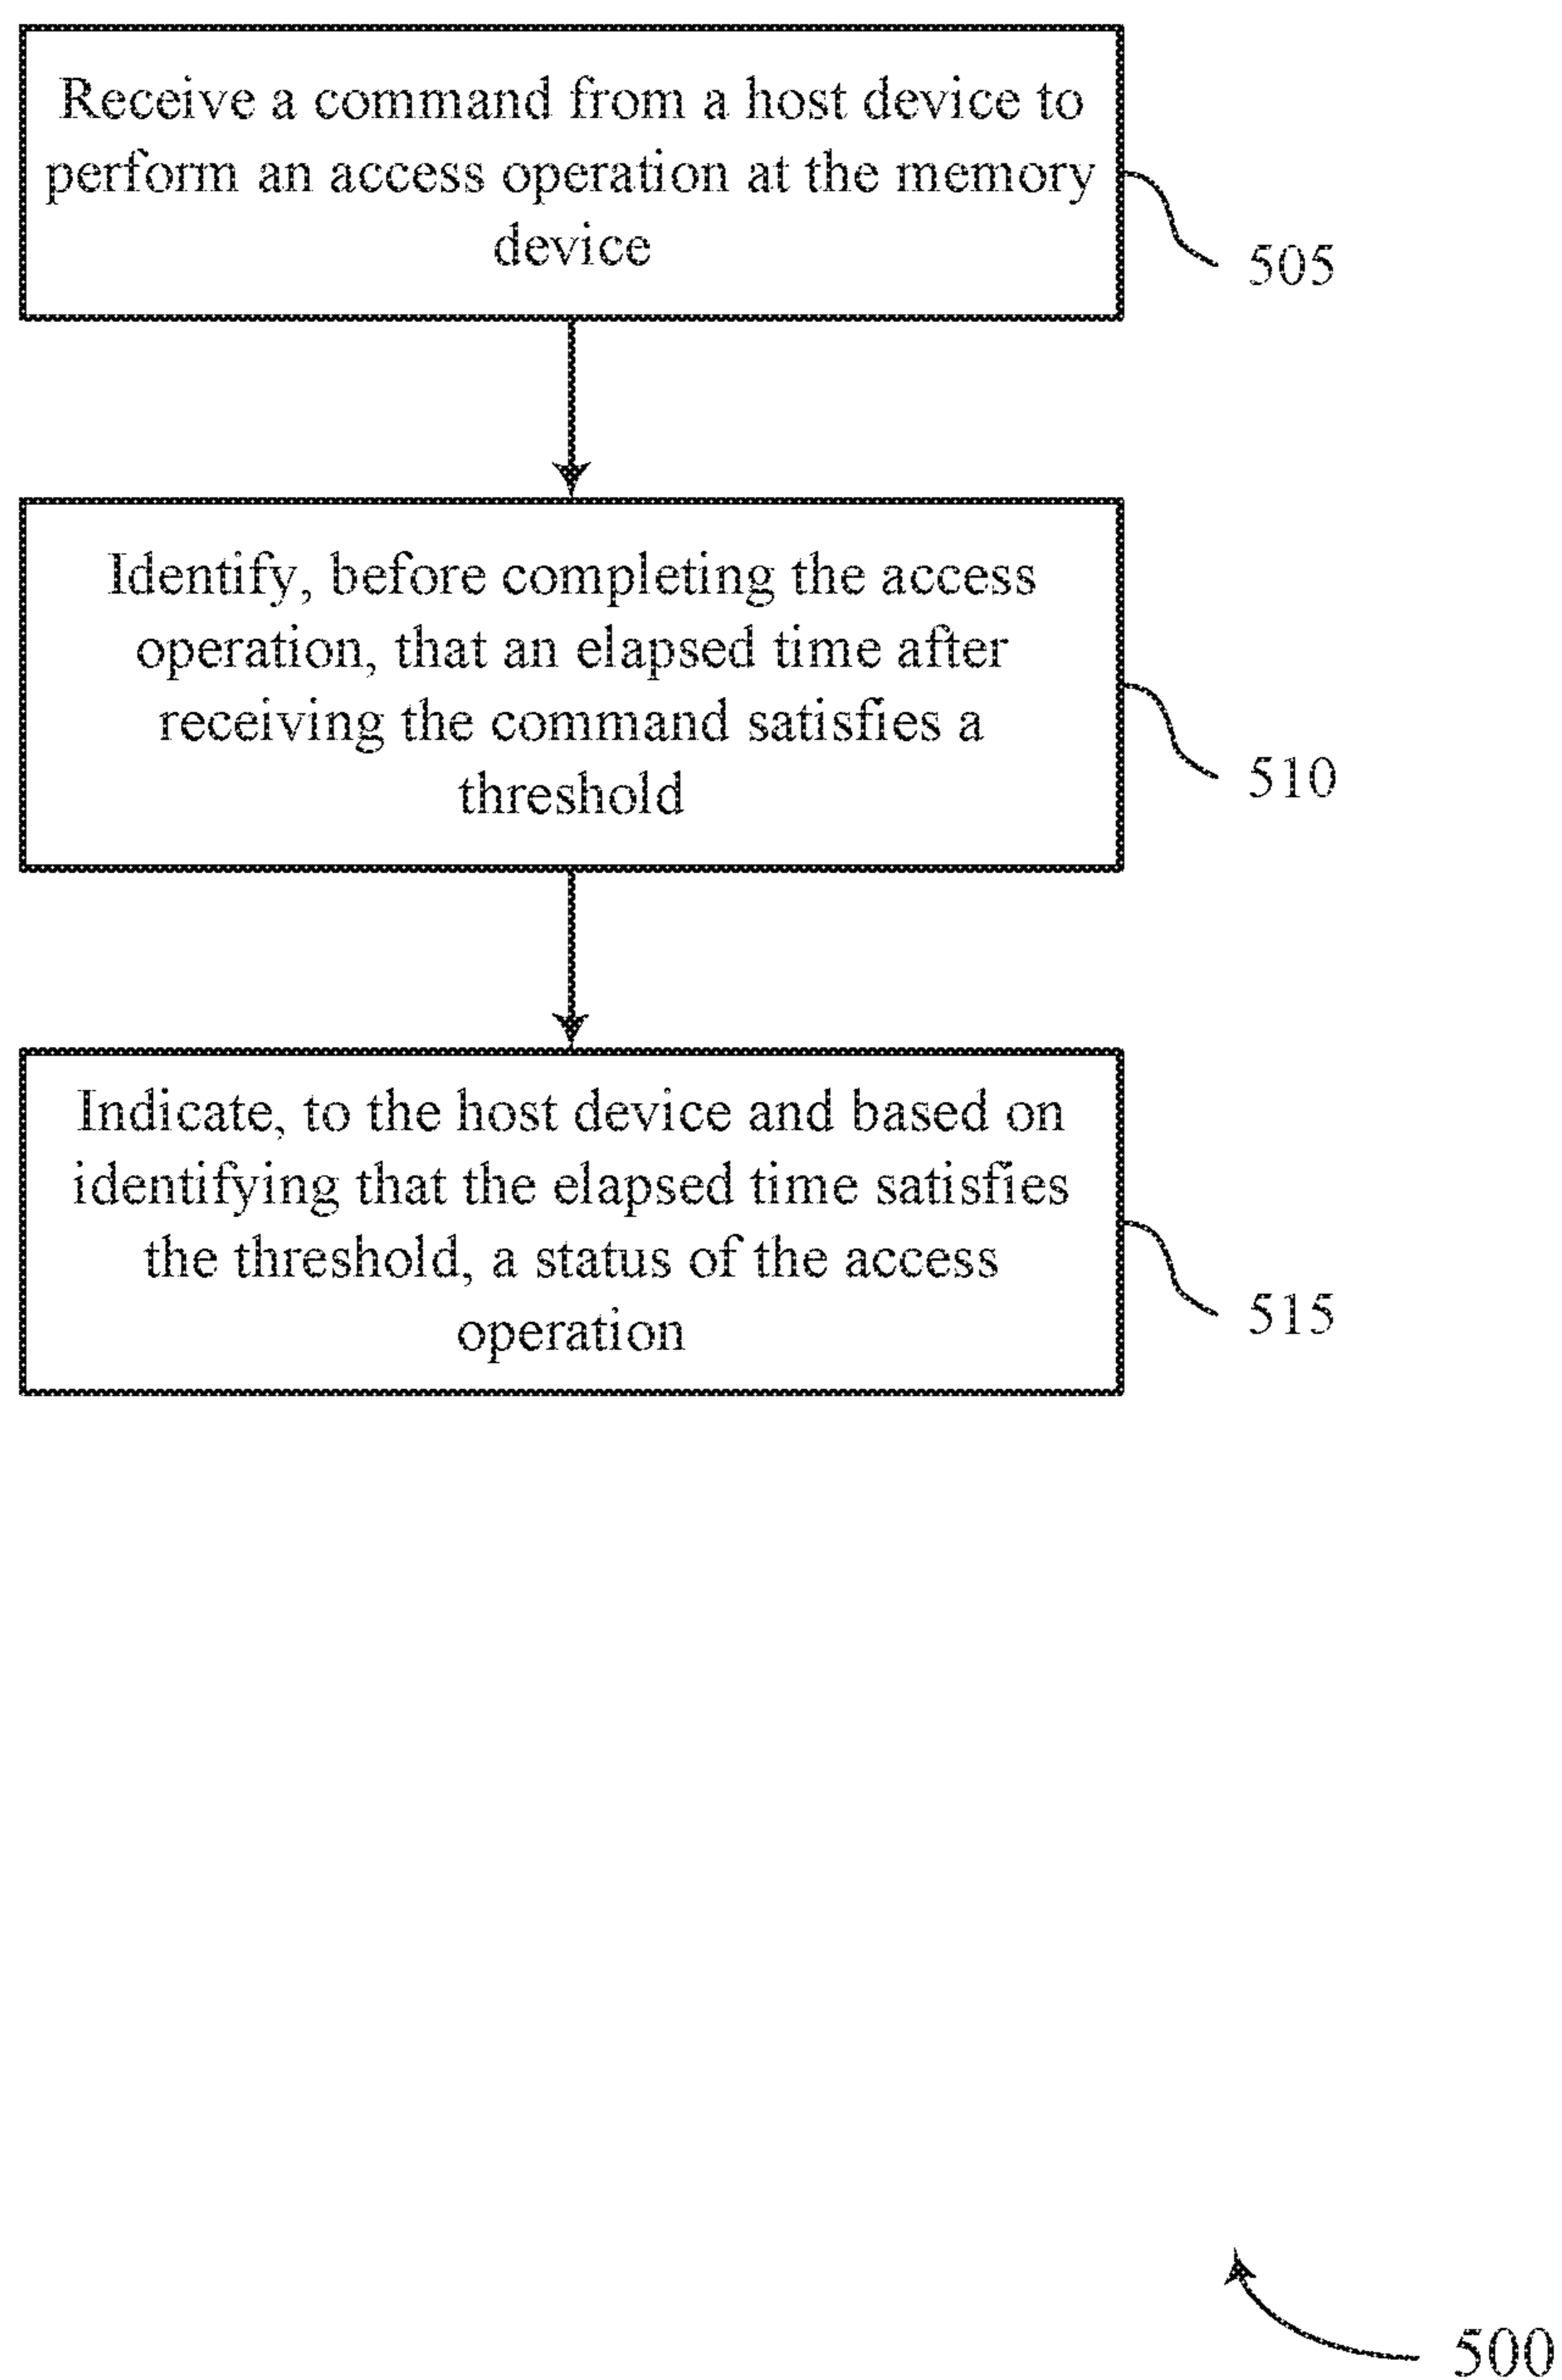 Receive a command from a host device to
perform an access operation at the memory
device
505
Identify, before completing the access
operation, that an elapsed time after
receiving the command satisfies a
threshold
510
Indicate, to the host device and based on
identifying that the elapsed time satisfies
the threshold, a status of the access
operation
515
500